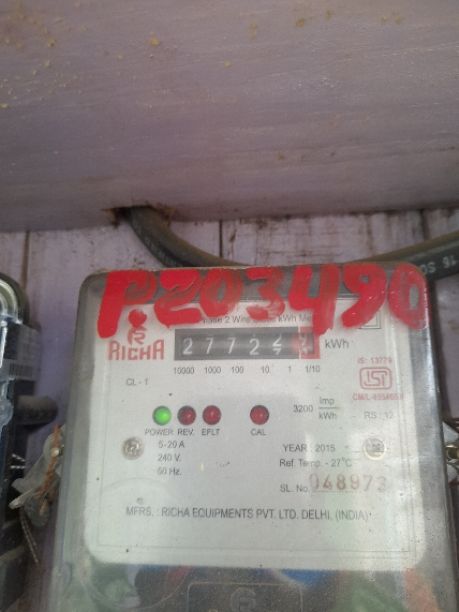 P203490
RICHA
kWh
10000 1000 100 10 1 1/10
IS: 13779
CL - 1
ISI
3200 Imp
kWh
RS: 12
POWER REV. EFLT CAL
5-20 A
240 V.
50 Hz.
YEAR : 2015
Ref. Temp. - 27°C
SL. No. 048973
MFRS. : RICHA EQUIPMENTS PVT. LTD. DELHI. (INDIA)